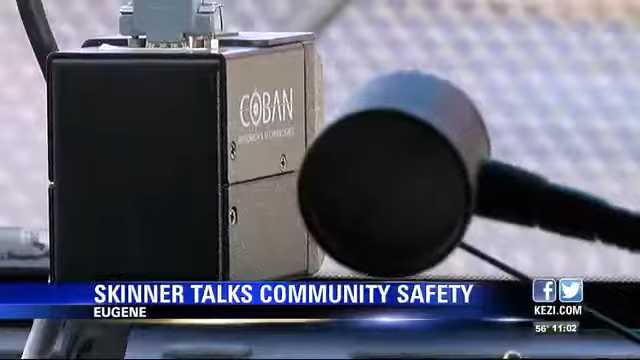 COBAN
SKINNER TALKS COMMUNITY SAFETY
EUGENE
KEZI.COM
56° 11:02